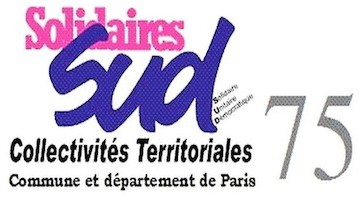 Solidaires
Sud
Solidaire
Unitaire
Démocratique
75
Collectivités Territoriales
Commune et département de Paris